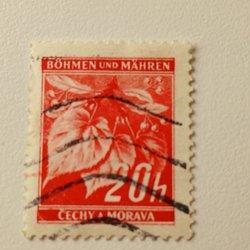 BÖHMEN UND MÄHREN
20h
ČECHY A MORAVA